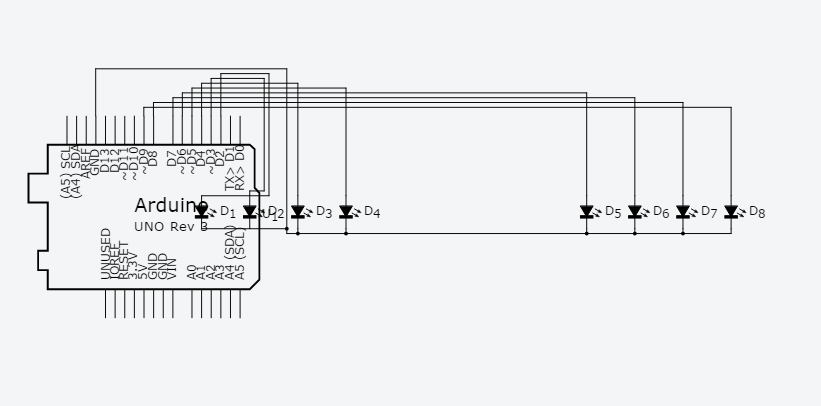 (A5) SCL
(A4) SDA
AREF
GND
D13
D12
~D11
~D10
~D9
D8
D7
~D6
~D5
D4
~D3
D2
TX> D1
RX> D0
Arduino
UNO Rev 3
U1
D1
D2
D3
D4
D5
D6
D7
D8
UNUSED
IOREF
RESET
3.3V
5V
GND
GND
VIN
A0
A1
A2
A3
A4 (SDA)
A5 (SCL)